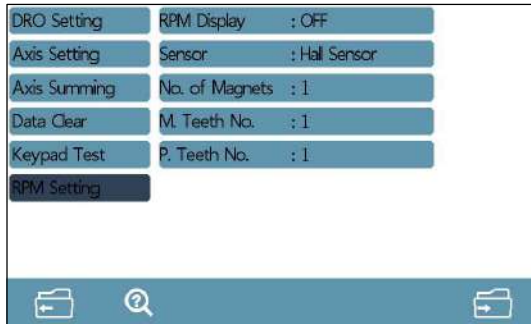 DRO Setting RPM Display : OFF
Axis Setting Sensor : Hall Sensor
Axis Summing No. of Magnets : 1
Data Clear M. Teeth No. : 1
Keypad Test P. Teeth No. : 1
RPM Setting